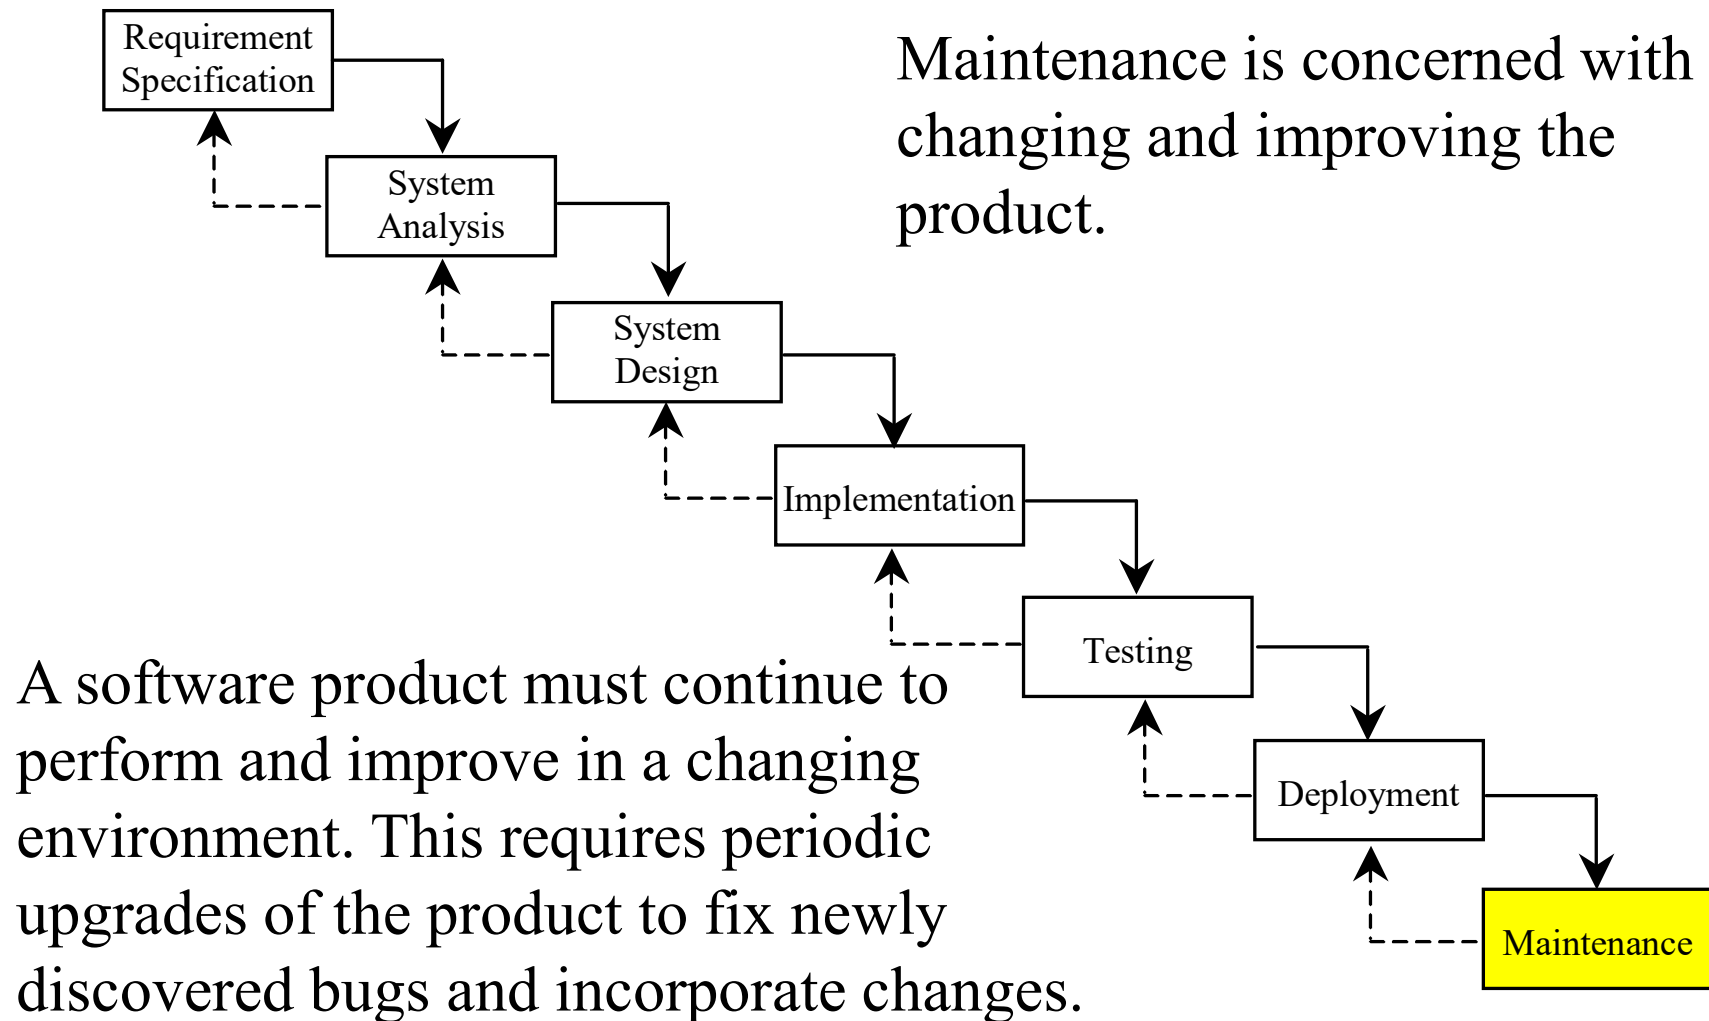 Requirement
Specification
Maintenance is concerned with
changing and improving the
product.
System
Analysis
System
Design
Implementation
Testing
A software product must continue to
perform and improve in a changing
environment. This requires periodic
upgrades of the product to fix newly
discovered bugs and incorporate changes.
Deployment
Maintenance